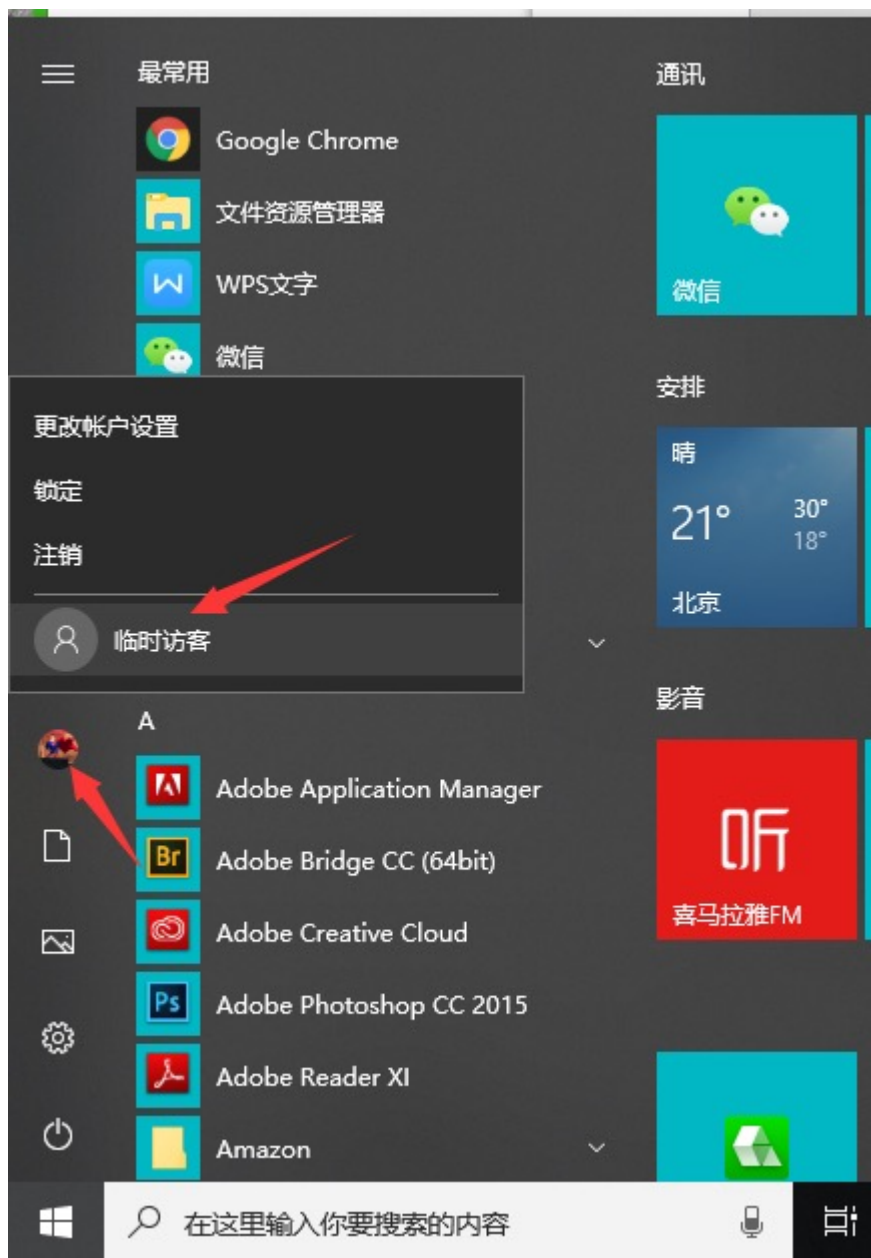 最常用
Google Chrome
文件资源管理器
WPS文字
微信
更改帐户设置
锁定
注销
临时访客
A
Adobe Application Manager
Br
Adobe Bridge CC (64bit)
Adobe Creative Cloud
Ps
Adobe Photoshop CC 2015
Adobe Reader XI
Amazon
通讯
微信
安排
晴
21°
30°
18°
北京
影音
听
喜马拉雅FM
在这里输入你要搜索的内容